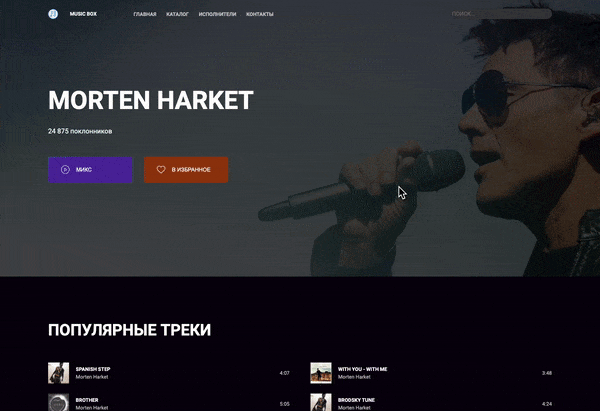 MUSIC BOX
ГЛАВНАЯ КАТАЛОГ ИСПОЛНИТЕЛИ КОНТАКТЫ
ПОИСК...
MORTEN HARKET
24 875 поклонников
МИКС
В ИЗБРАННОЕ
ПОПУЛЯРНЫЕ ТРЕКИ
SPANISH STEP
Morten Harket
4:07
WITH YOU - WITH ME
Morten Harket
3:48
BROTHER
Morten Harket
5:05
BRODSKY TUNE
Morten Harket
4:24